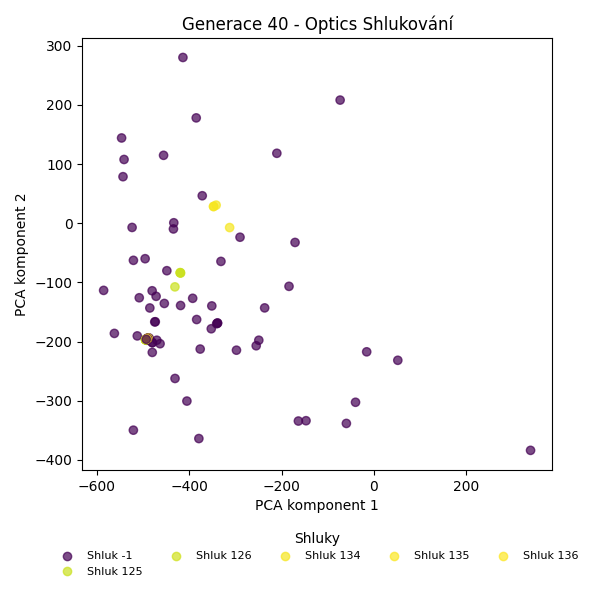 Generace 40 - Optics Shlukování
300
200
100
0
−100
−200
−300
−400
PCA komponent 2
−600
−400
−200
0
200
PCA komponent 1
Shluky
Shluk -1
Shluk 126
Shluk 134
Shluk 135
Shluk 136
Shluk 125